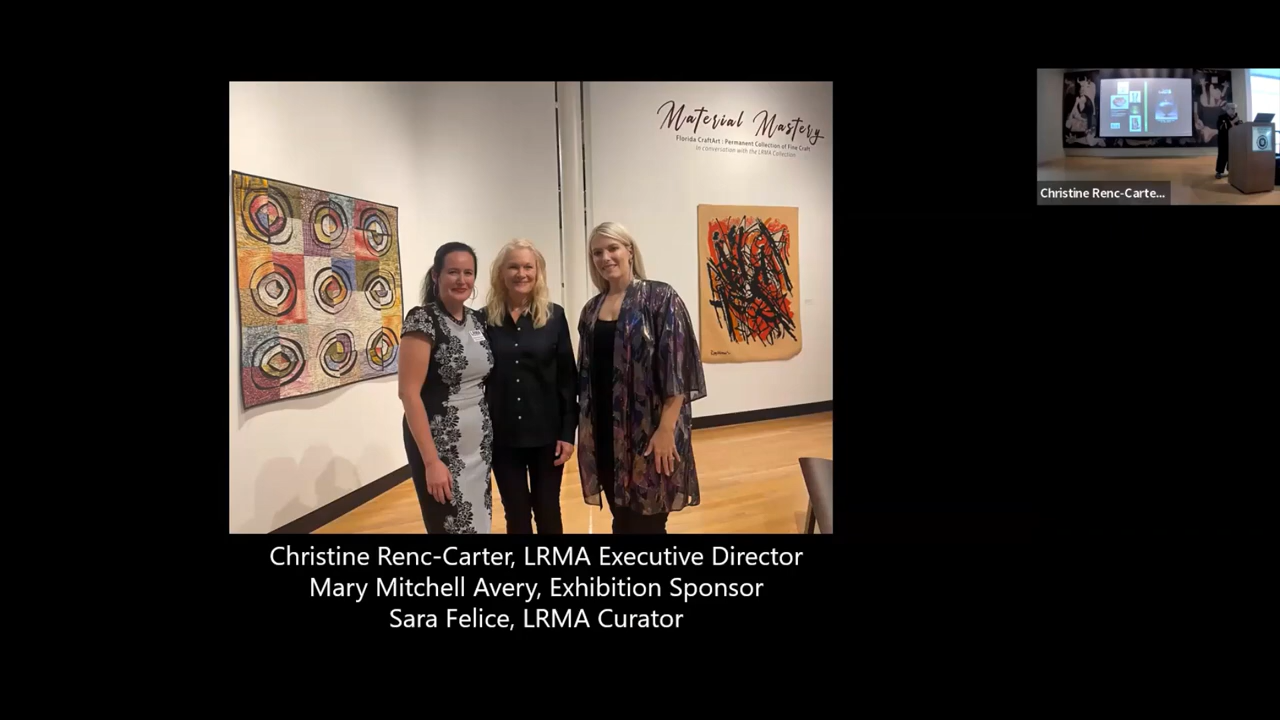 Material Mastery
Florida CraftArt : Permanent Collection of Fine Craft
In conversation with the LRMA Collection
Christine Renc-Carte...
Christine Renc-Carter, LRMA Executive Director
Mary Mitchell Avery, Exhibition Sponsor
Sara Felice, LRMA Curator